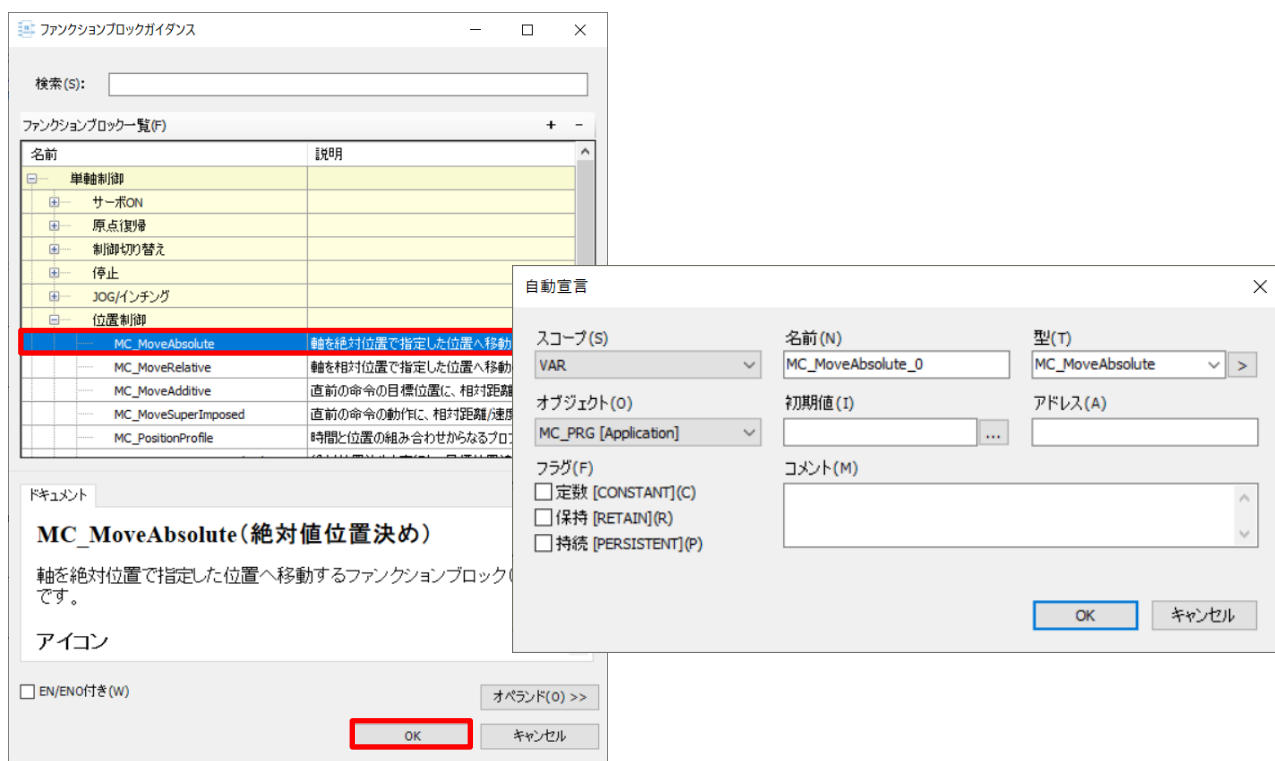 ファンクションブロックガイダンス
検索(S):
ファンクションブロック一覧(F)
+ -
名前 説明
単軸制御
サーボON
原点復帰
制御切り替え
停止
JOG/インチング
位置制御
MC_MoveAbsolute 軸を絶対位置で指定した位置へ移動
MC_MoveRelative 軸を相対位置で指定した位置へ移動
MC_MoveAdditive 直前の命令の目標位置に、相対距離
MC_MoveSuperImposed 直前の命令の動作に、相対距離/速度
MC_PositionProfile 時間と位置の組み合わせからなるプロ
ドキュメント
MC_MoveAbsolute（絶対値位置決め）
軸を絶対位置で指定した位置へ移動するファンクションブロック(
です。
アイコン
EN/ENO付き(W)
オペランド(O) >>
OK キャンセル
自動宣言
スコープ(S) 名前(N) 型(T)
VAR MC_MoveAbsolute_0 MC_MoveAbsolute >
オブジェクト(O) 初期値(I) アドレス(A)
MC_PRG [Application] ...
フラグ(F) コメント(M)
定数 [CONSTANT](C)
保持 [RETAIN](R)
持続 [PERSISTENT](P)
OK キャンセル